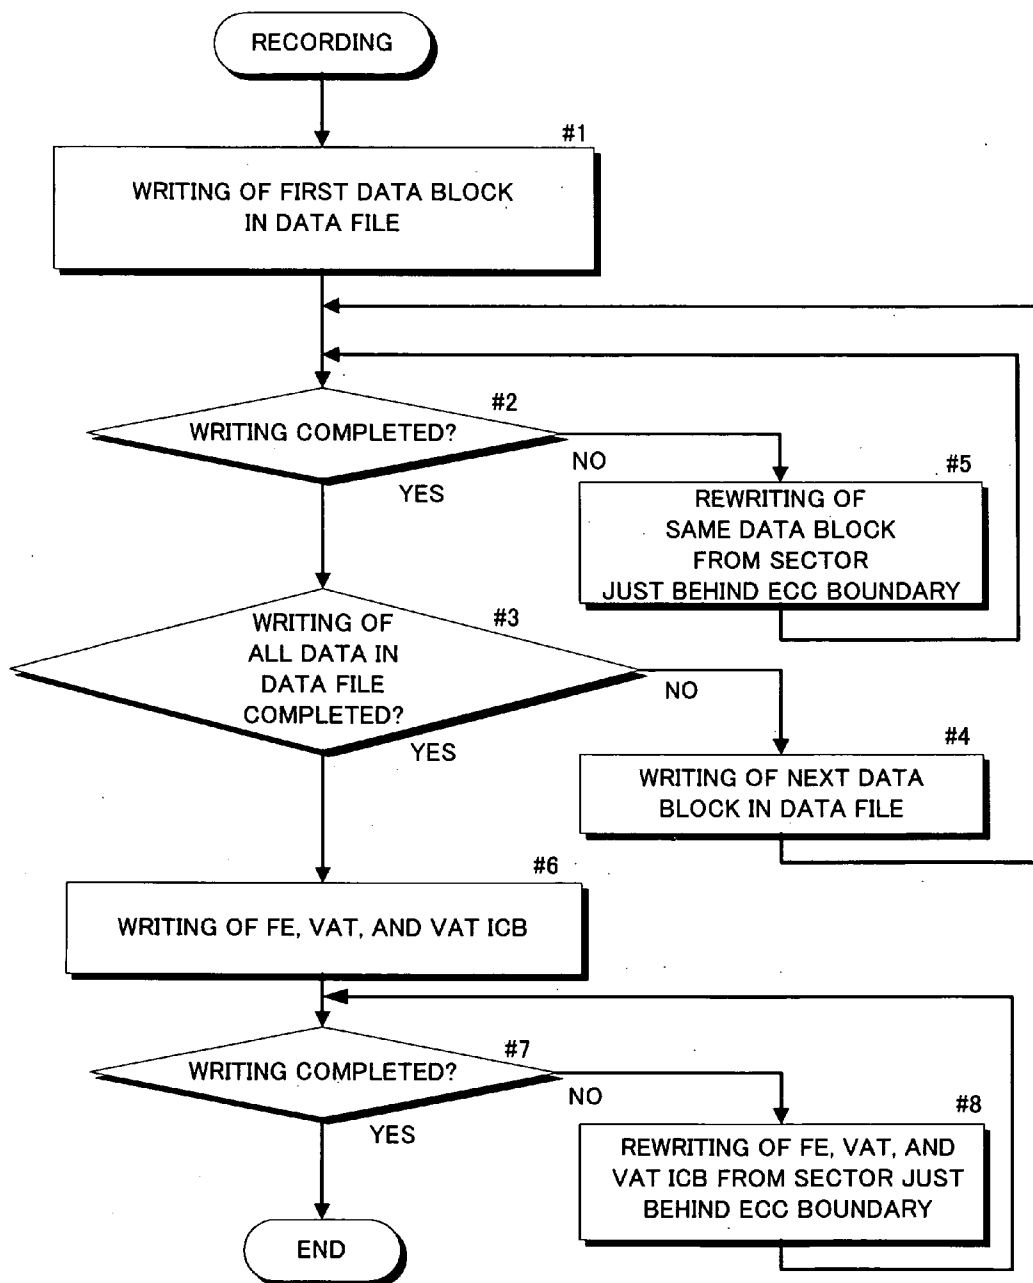 RECORDING
#1
WRITING OF FIRST DATA BLOCK
IN DATA FILE
#2
WRITING COMPLETED?
NO
YES
#5
REWRITING OF
SAME DATA BLOCK
FROM SECTOR
JUST BEHIND ECC BOUNDARY
#3
WRITING OF
ALL DATA IN
DATA FILE
COMPLETED?
NO
YES
#4
WRITING OF NEXT DATA
BLOCK IN DATA FILE
#6
WRITING OF FE, VAT, AND VAT ICB
#7
WRITING COMPLETED?
NO
YES
#8
REWRITING OF FE, VAT, AND
VAT ICB FROM SECTOR JUST
BEHIND ECC BOUNDARY
END